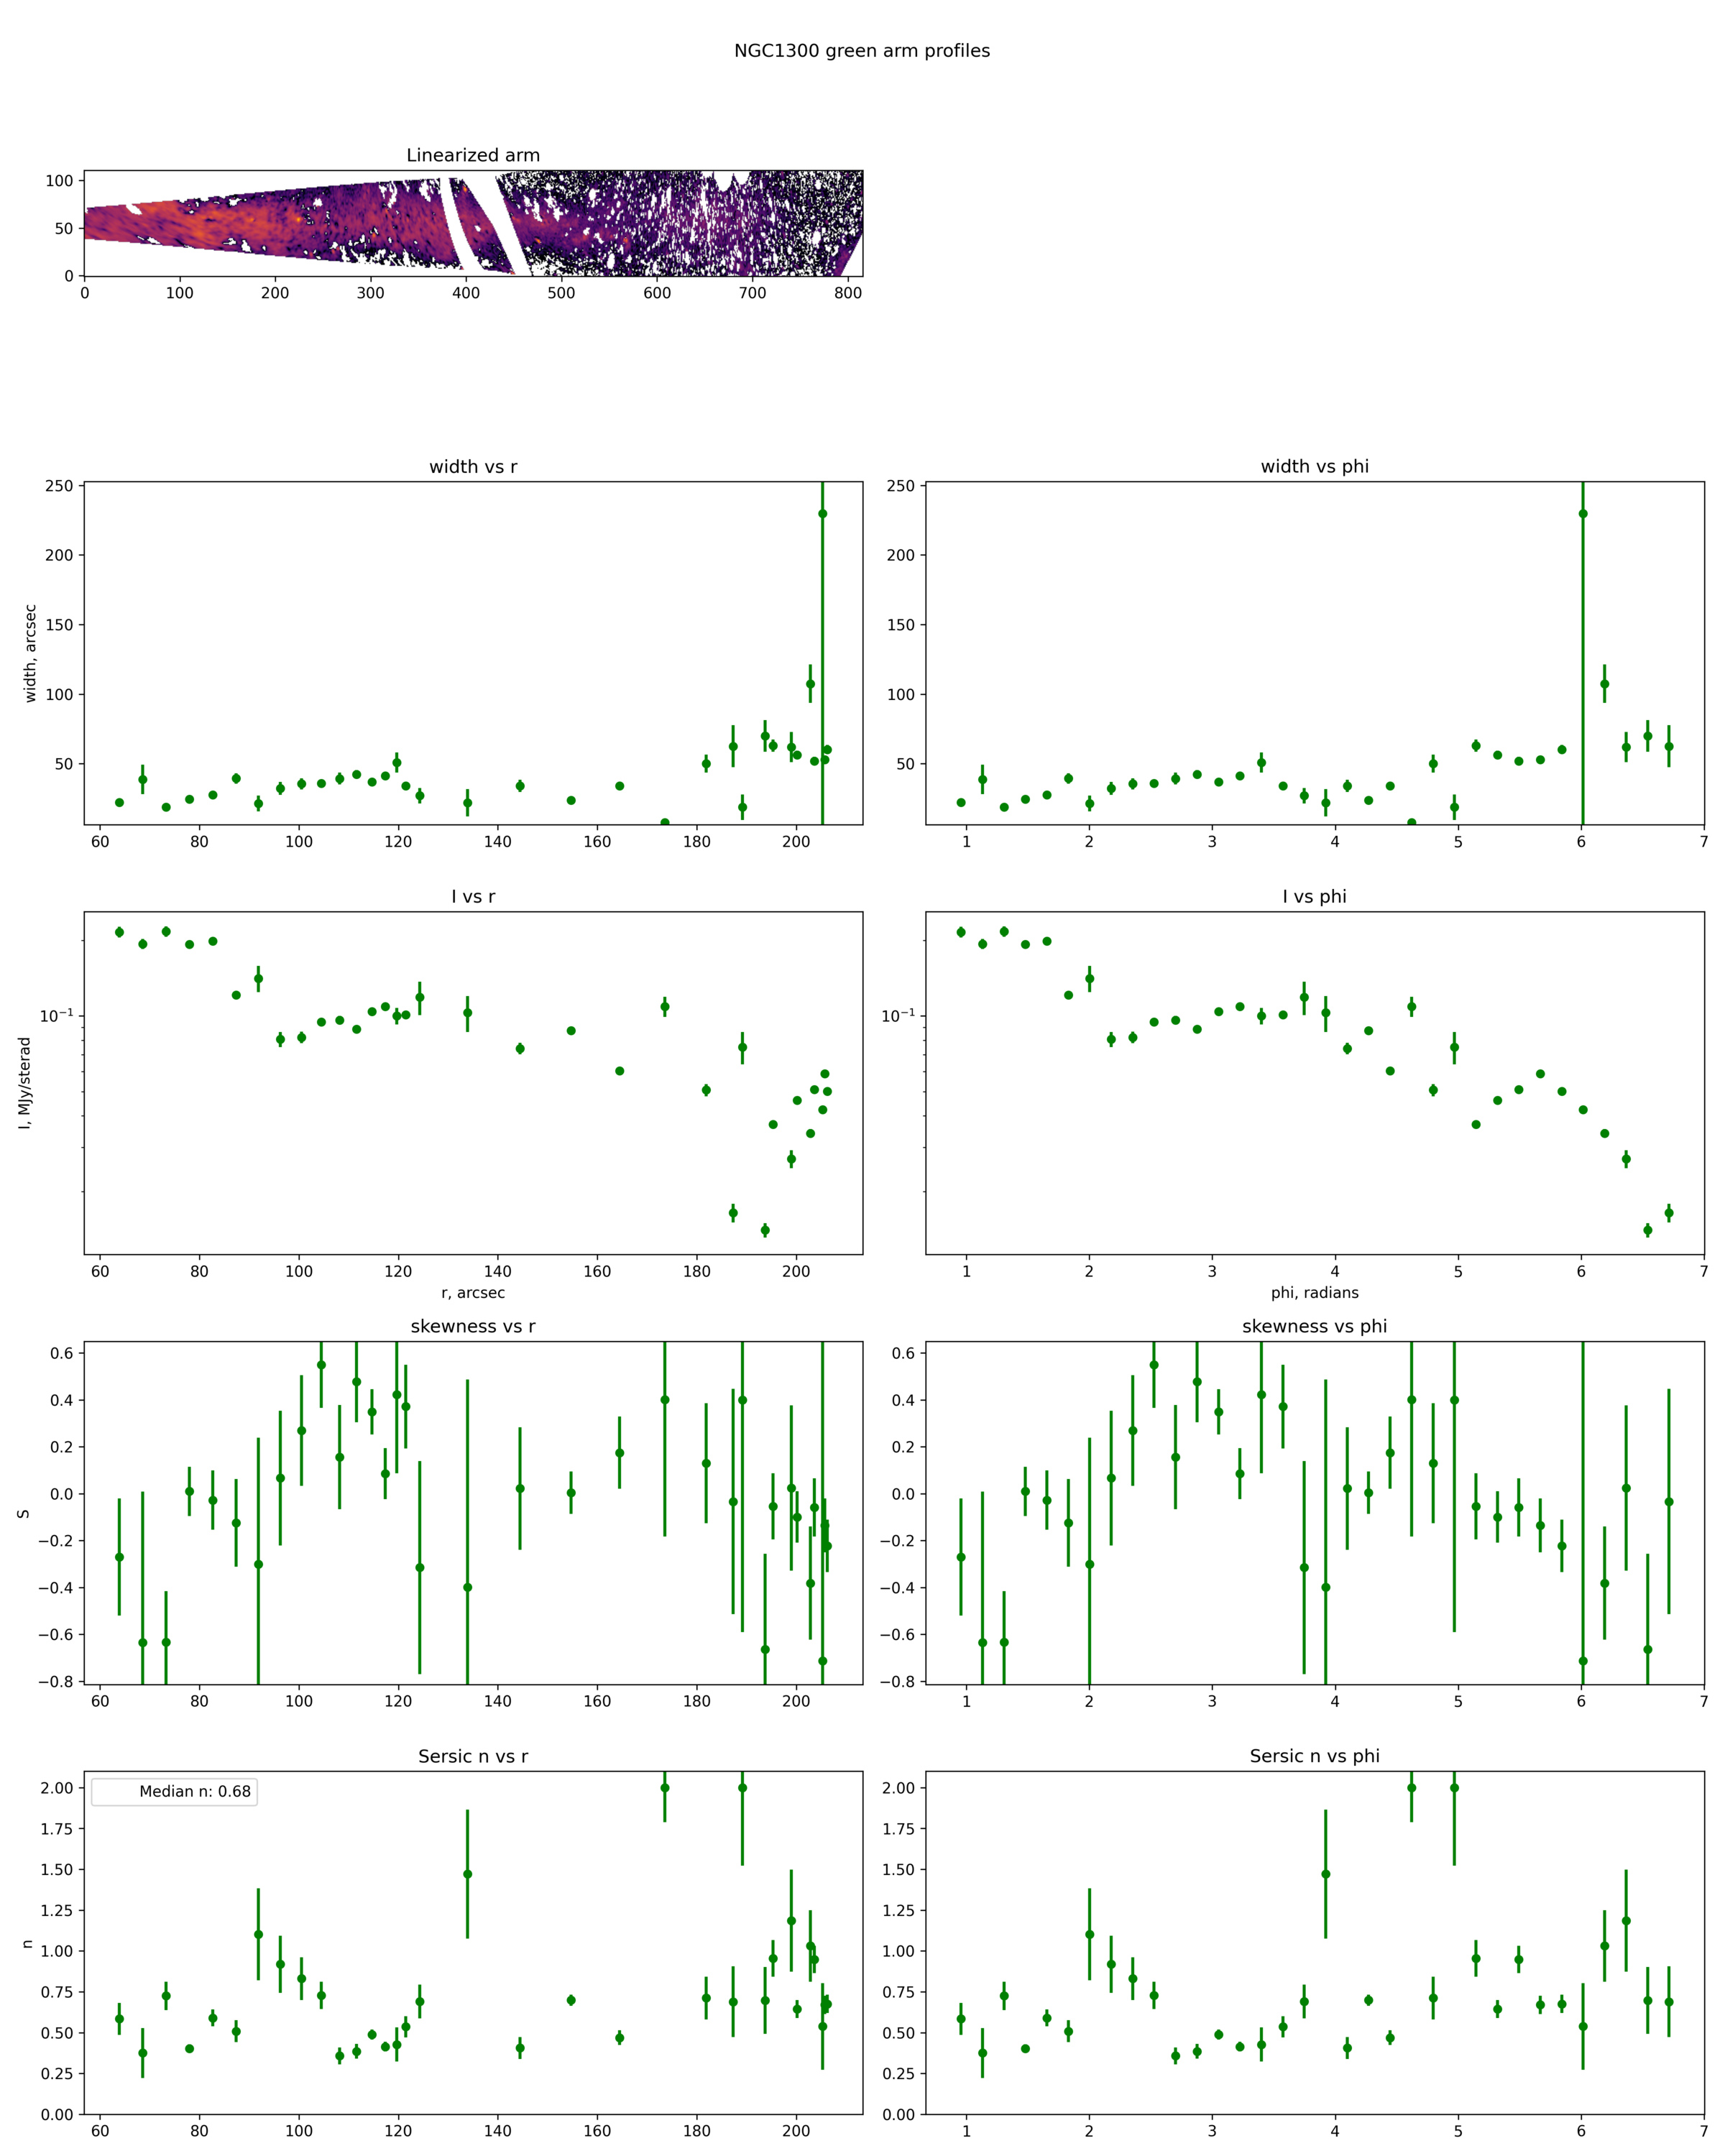 NGC1300 green arm profiles
Linearized arm
100
50
0
0 100 200 300 400 500 600 700 800
width vs r
width vs phi
width, arcsec
250
200
150
100
50
60 80 100 120 140 160 180 200
250
200
150
100
50
1 2 3 4 5 6 7
I vs r
I vs phi
I, MJy/sterad
10⁻¹
60 80 100 120 140 160 180 200
r, arcsec
10⁻¹
1 2 3 4 5 6 7
phi, radians
skewness vs r
skewness vs phi
S
0.6
0.4
0.2
0.0
−0.2
−0.4
−0.6
−0.8
60 80 100 120 140 160 180 200
0.6
0.4
0.2
0.0
−0.2
−0.4
−0.6
−0.8
1 2 3 4 5 6 7
Sersic n vs r
Sersic n vs phi
Median n: 0.68
n
2.00
1.75
1.50
1.25
1.00
0.75
0.50
0.25
0.00
60 80 100 120 140 160 180 200
2.00
1.75
1.50
1.25
1.00
0.75
0.50
0.25
0.00
1 2 3 4 5 6 7